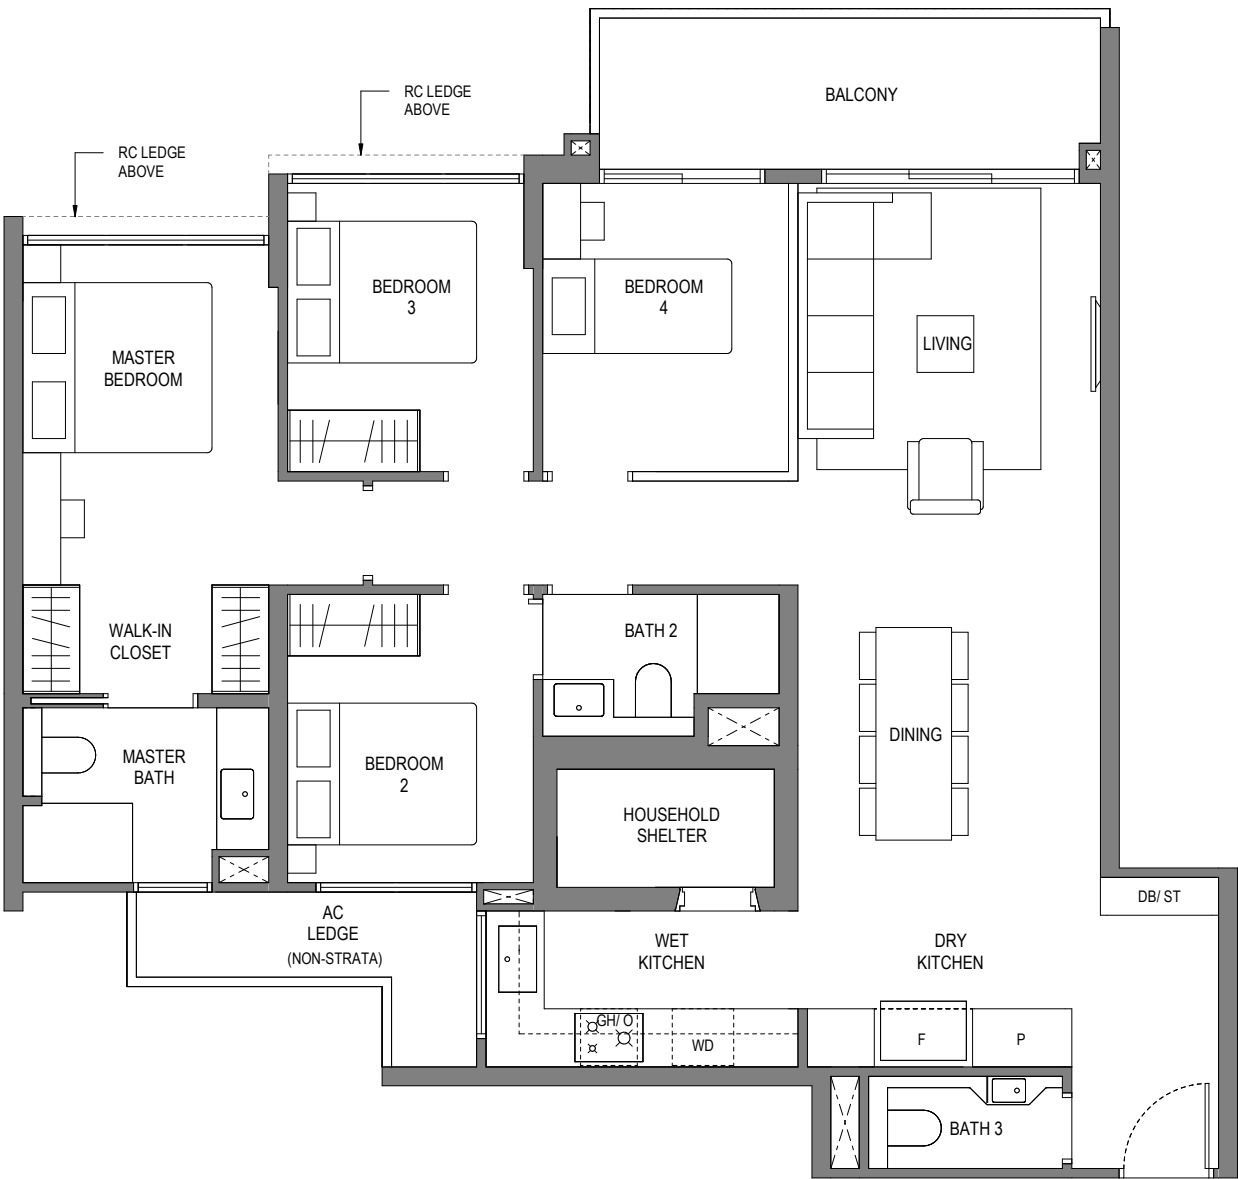 BALCONY
RC LEDGE
ABOVE
RC LEDGE
ABOVE
BEDROOM
3
BEDROOM
4
MASTER
BEDROOM
LIVING
WALK-IN
CLOSET
BATH 2
DINING
MASTER
BATH
BEDROOM
2
HOUSEHOLD
SHELTER
DB/ ST
AC
LEDGE
(NON-STRATA)
WET
KITCHEN
DRY
KITCHEN
GH/ O
WD
F
P
BATH 3